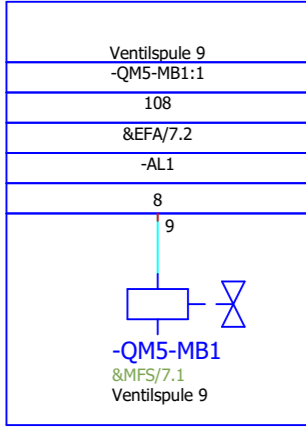 Ventilspule 9
-QM5-MB1:1
108
&EFA/7.2
-AL1
8
9
-QM5-MB1
&MFS/7.1
Ventilspule 9